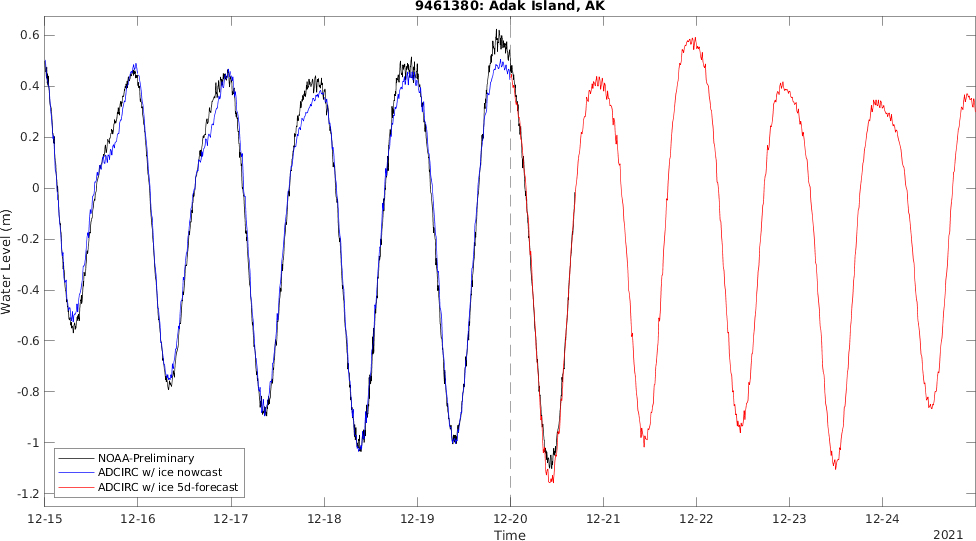 9461380: Adak Island, AK
0.6
0.4
0.2
0
-0.2
-0.4
-0.6
-0.8
-1
-1.2
Water Level (m)
NOAA-Preliminary
ADCIRC w/ ice nowcast
ADCIRC w/ ice 5d-forecast
12-15 12-16 12-17 12-18 12-19 12-20 12-21 12-22 12-23 12-24
Time
2021